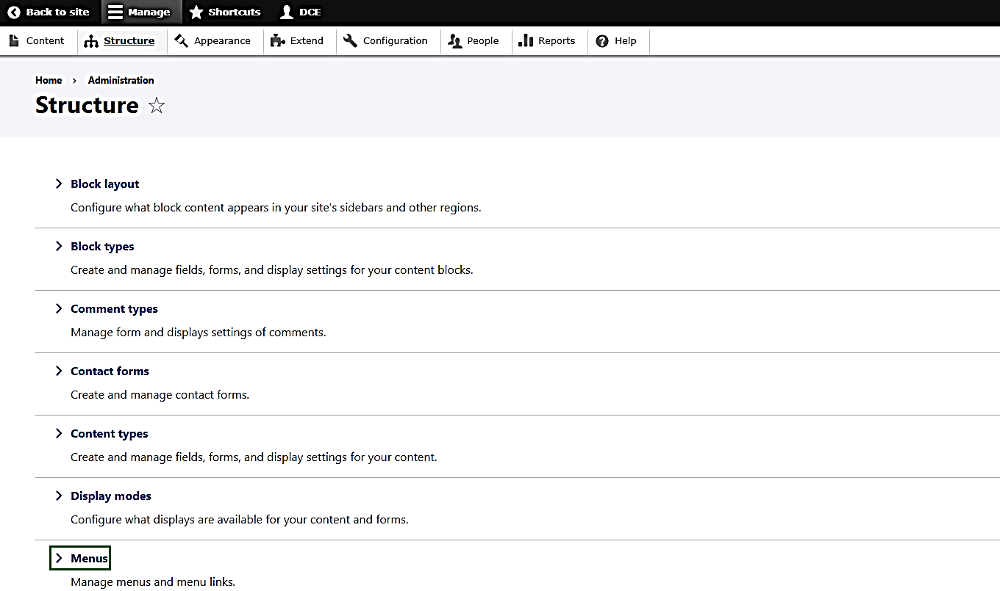 Back to site Manage Shortcuts DCE
Content Structure Appearance Extend Configuration People Reports Help
Home › Administration
Structure
Block layout
Configure what block content appears in your site's sidebars and other regions.
Block types
Create and manage fields, forms, and display settings for your content blocks.
Comment types
Manage form and displays settings of comments.
Contact forms
Create and manage contact forms.
Content types
Create and manage fields, forms, and display settings for your content.
Display modes
Configure what displays are available for your content and forms.
Menus
Manage menus and menu links.